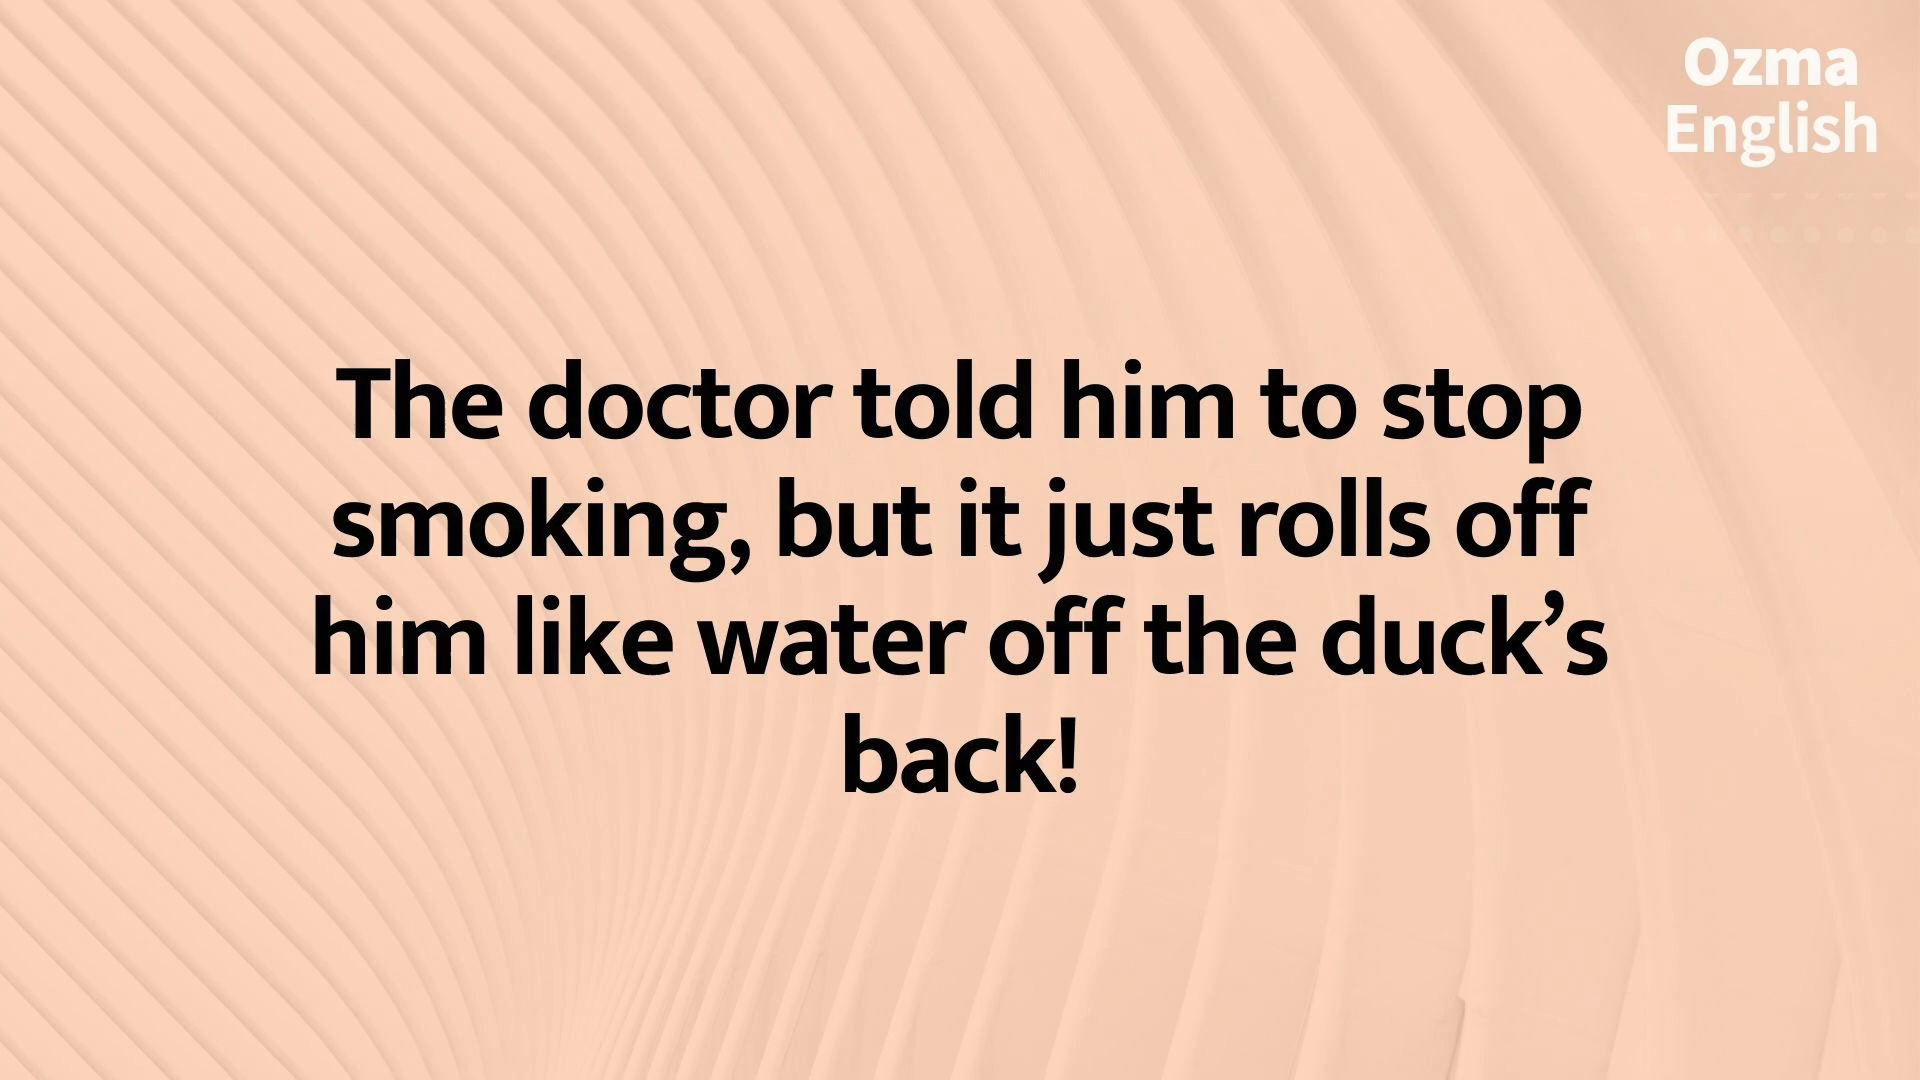 Ozma
English
The doctor told him to stop
smoking, but it just rolls off
him like water off the duck’s
back!